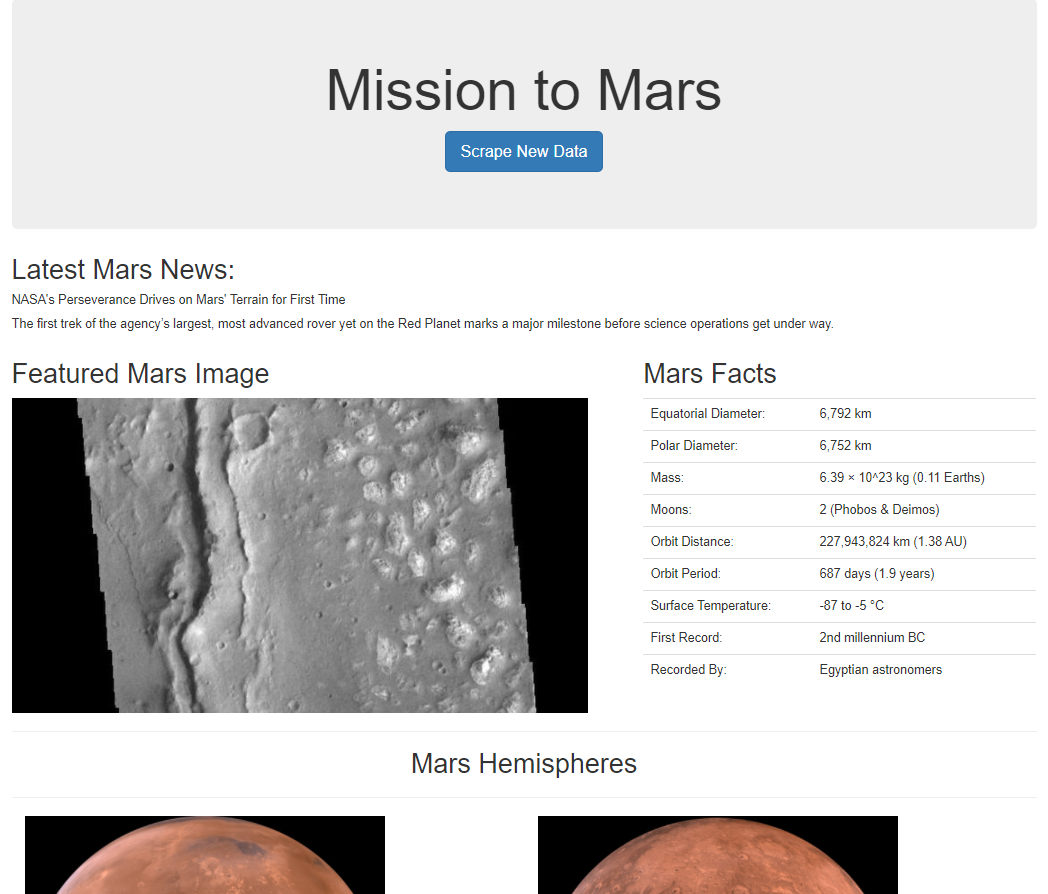 Mission to Mars
Scrape New Data
Latest Mars News:
NASA's Perseverance Drives on Mars' Terrain for First Time
The first trek of the agency’s largest, most advanced rover yet on the Red Planet marks a major milestone before science operations get under way.
Featured Mars Image
Mars Facts
Equatorial Diameter: 6,792 km
Polar Diameter: 6,752 km
Mass: 6.39 × 10^23 kg (0.11 Earths)
Moons: 2 (Phobos & Deimos)
Orbit Distance: 227,943,824 km (1.38 AU)
Orbit Period: 687 days (1.9 years)
Surface Temperature: -87 to -5 °C
First Record: 2nd millennium BC
Recorded By: Egyptian astronomers
Mars Hemispheres